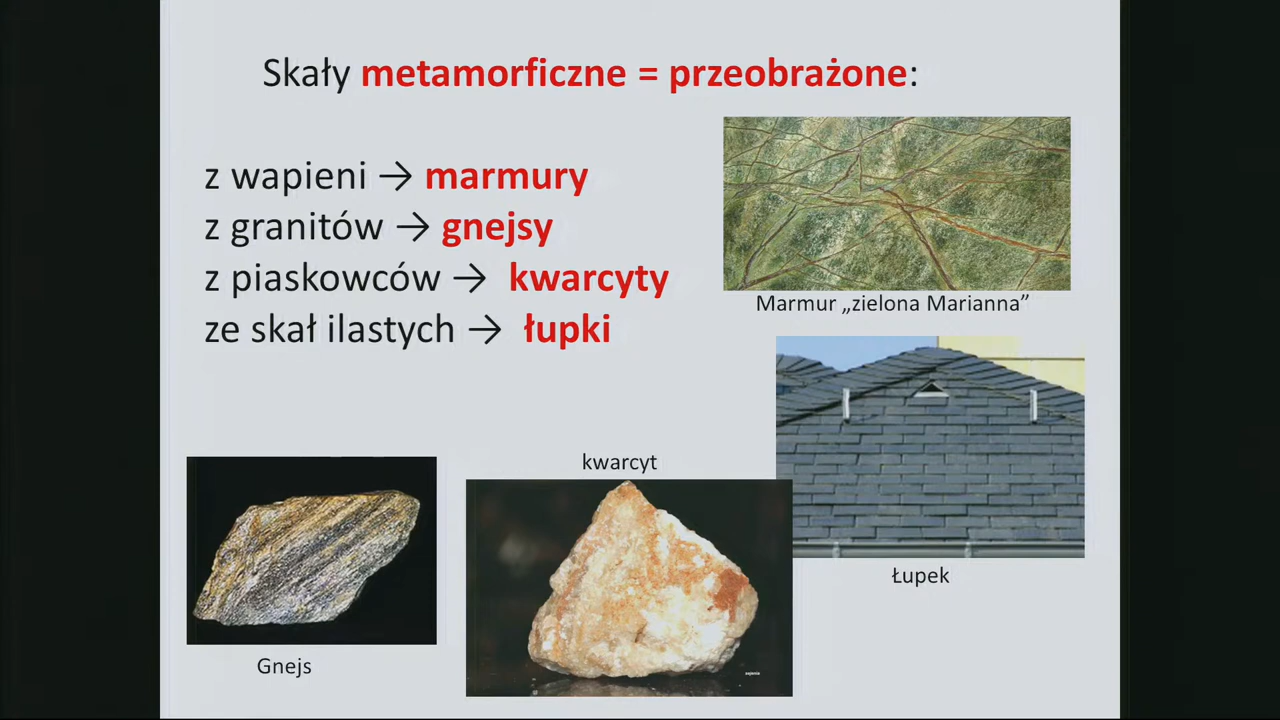 Skały metamorficzne = przeobrażone:
z wapieni → marmury
z granitów → gnejsy
z piaskowców → kwarcyty
ze skał ilastych → łupki
Marmur „zielona Marianna”
kwarcyt
Łupek
Gnejs